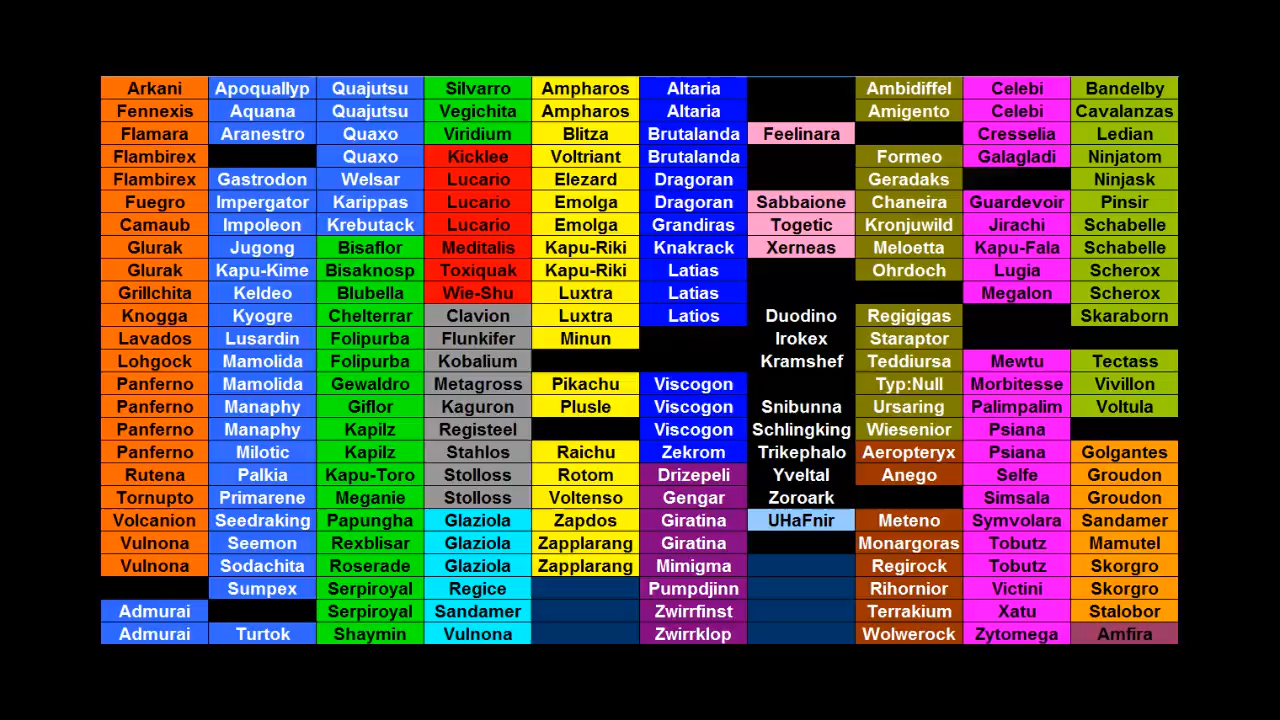 Arkani Apoquallyp Quajutsu Silvarro Ampharos Altaria Ambidiffel Celebi Bandelby
Fennexis Aquana Quajutsu Vegichita Ampharos Altaria Amigento Celebi Cavalanzas
Flamara Aranestro Quaxo Viridium Blitza Brutalanda Feelinara Cresselia Ledian
Flambirex Quaxo Kicklee Voltriant Brutalanda Formeo Galagladi Ninjatom
Flambirex Gastrodon Welsar Lucario Elezard Dragoran Geradaks Ninjask
Fuegro Impergator Karippas Lucario Emolga Dragoran Sabbaione Chaneira Guardevoir Pinsir
Camaub Impoleon Krebutack Lucario Emolga Grandiras Togetic Kronjuwild Jirachi Schabelle
Glurak Jugong Bisaflor Meditalis Kapu-Riki Knakrack Xerneas Meloetta Kapu-Fala Schabelle
Glurak Kapu-Kime Bisaknosp Toxiquak Kapu-Riki Latias Ohrdoch Lugia Scherox
Grillchita Keldeo Blubella Wie-Shu Luxtra Latias Megalon Scherox
Knogga Kyogre Chelterrar Clavion Luxtra Latios Duodino Regigigas Skaraborn
Lavados Lusardin Folipurba Flunkifer Minun Irokex Staraptor
Lohgock Mamolida Folipurba Kobalium Kramshef Teddiursa Mewtu Tectass
Panferno Mamolida Gewaldro Metagross Pikachu Viscogon Typ:Null Morbitesse Vivillon
Panferno Manaphy Giflor Kaguron Plusle Viscogon Snibunna Ursaring Palimpalim Voltula
Panferno Manaphy Kapilz Registeel Viscogon Schlingking Wiesenior Psiana
Panferno Milotic Kapilz Stahlos Raichu Zekrom Trikephalo Aeropteryx Psiana Golgantes
Rutena Palkia Kapu-Toro Stolloss Rotom Drizepeli Yveltal Anego Selfe Groudon
Tornupto Primarene Meganie Stolloss Voltenso Gengar Zoroark Simsala Groudon
Volcanion Seedraking Papungha Glaziola Zapdos Giratina UHaFnir Meteno Symvolara Sandamer
Vulnona Seemon Rexblisar Glaziola Zapplarang Giratina Monargoras Tobutz Mamutel
Vulnona Sodachita Roserade Glaziola Zapplarang Mimigma Regirock Tobutz Skorgro
Sumpex Serpiroyal Regice Pumpdjinn Rihornior Victini Skorgro
Admurai Serpiroyal Sandamer Zwirrfinst Terrakium Xatu Stalobor
Admurai Turtok Shaymin Vulnona Zwirrklop Wolwerock Zytomega Amfira